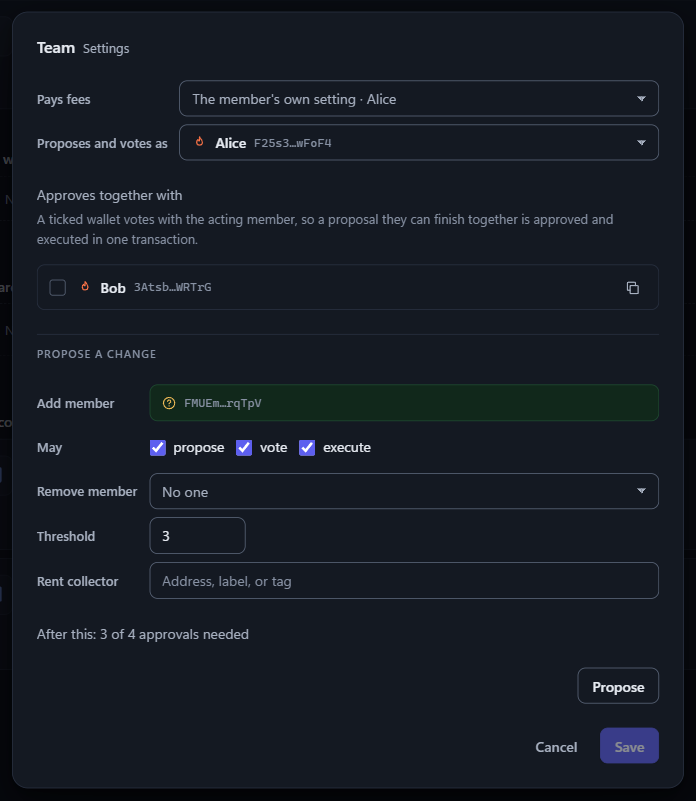 Team Settings
Pays fees
The member's own setting · Alice
Proposes and votes as
Alice F25s3…wFoF4
Approves together with
A ticked wallet votes with the acting member, so a proposal they can finish together is approved and
executed in one transaction.
Bob 3Atsb…WRTrG
PROPOSE A CHANGE
Add member
FMUEm…rqTpV
May
propose vote execute
Remove member
No one
Threshold
3
Rent collector
Address, label, or tag
After this: 3 of 4 approvals needed
Propose
Cancel
Save